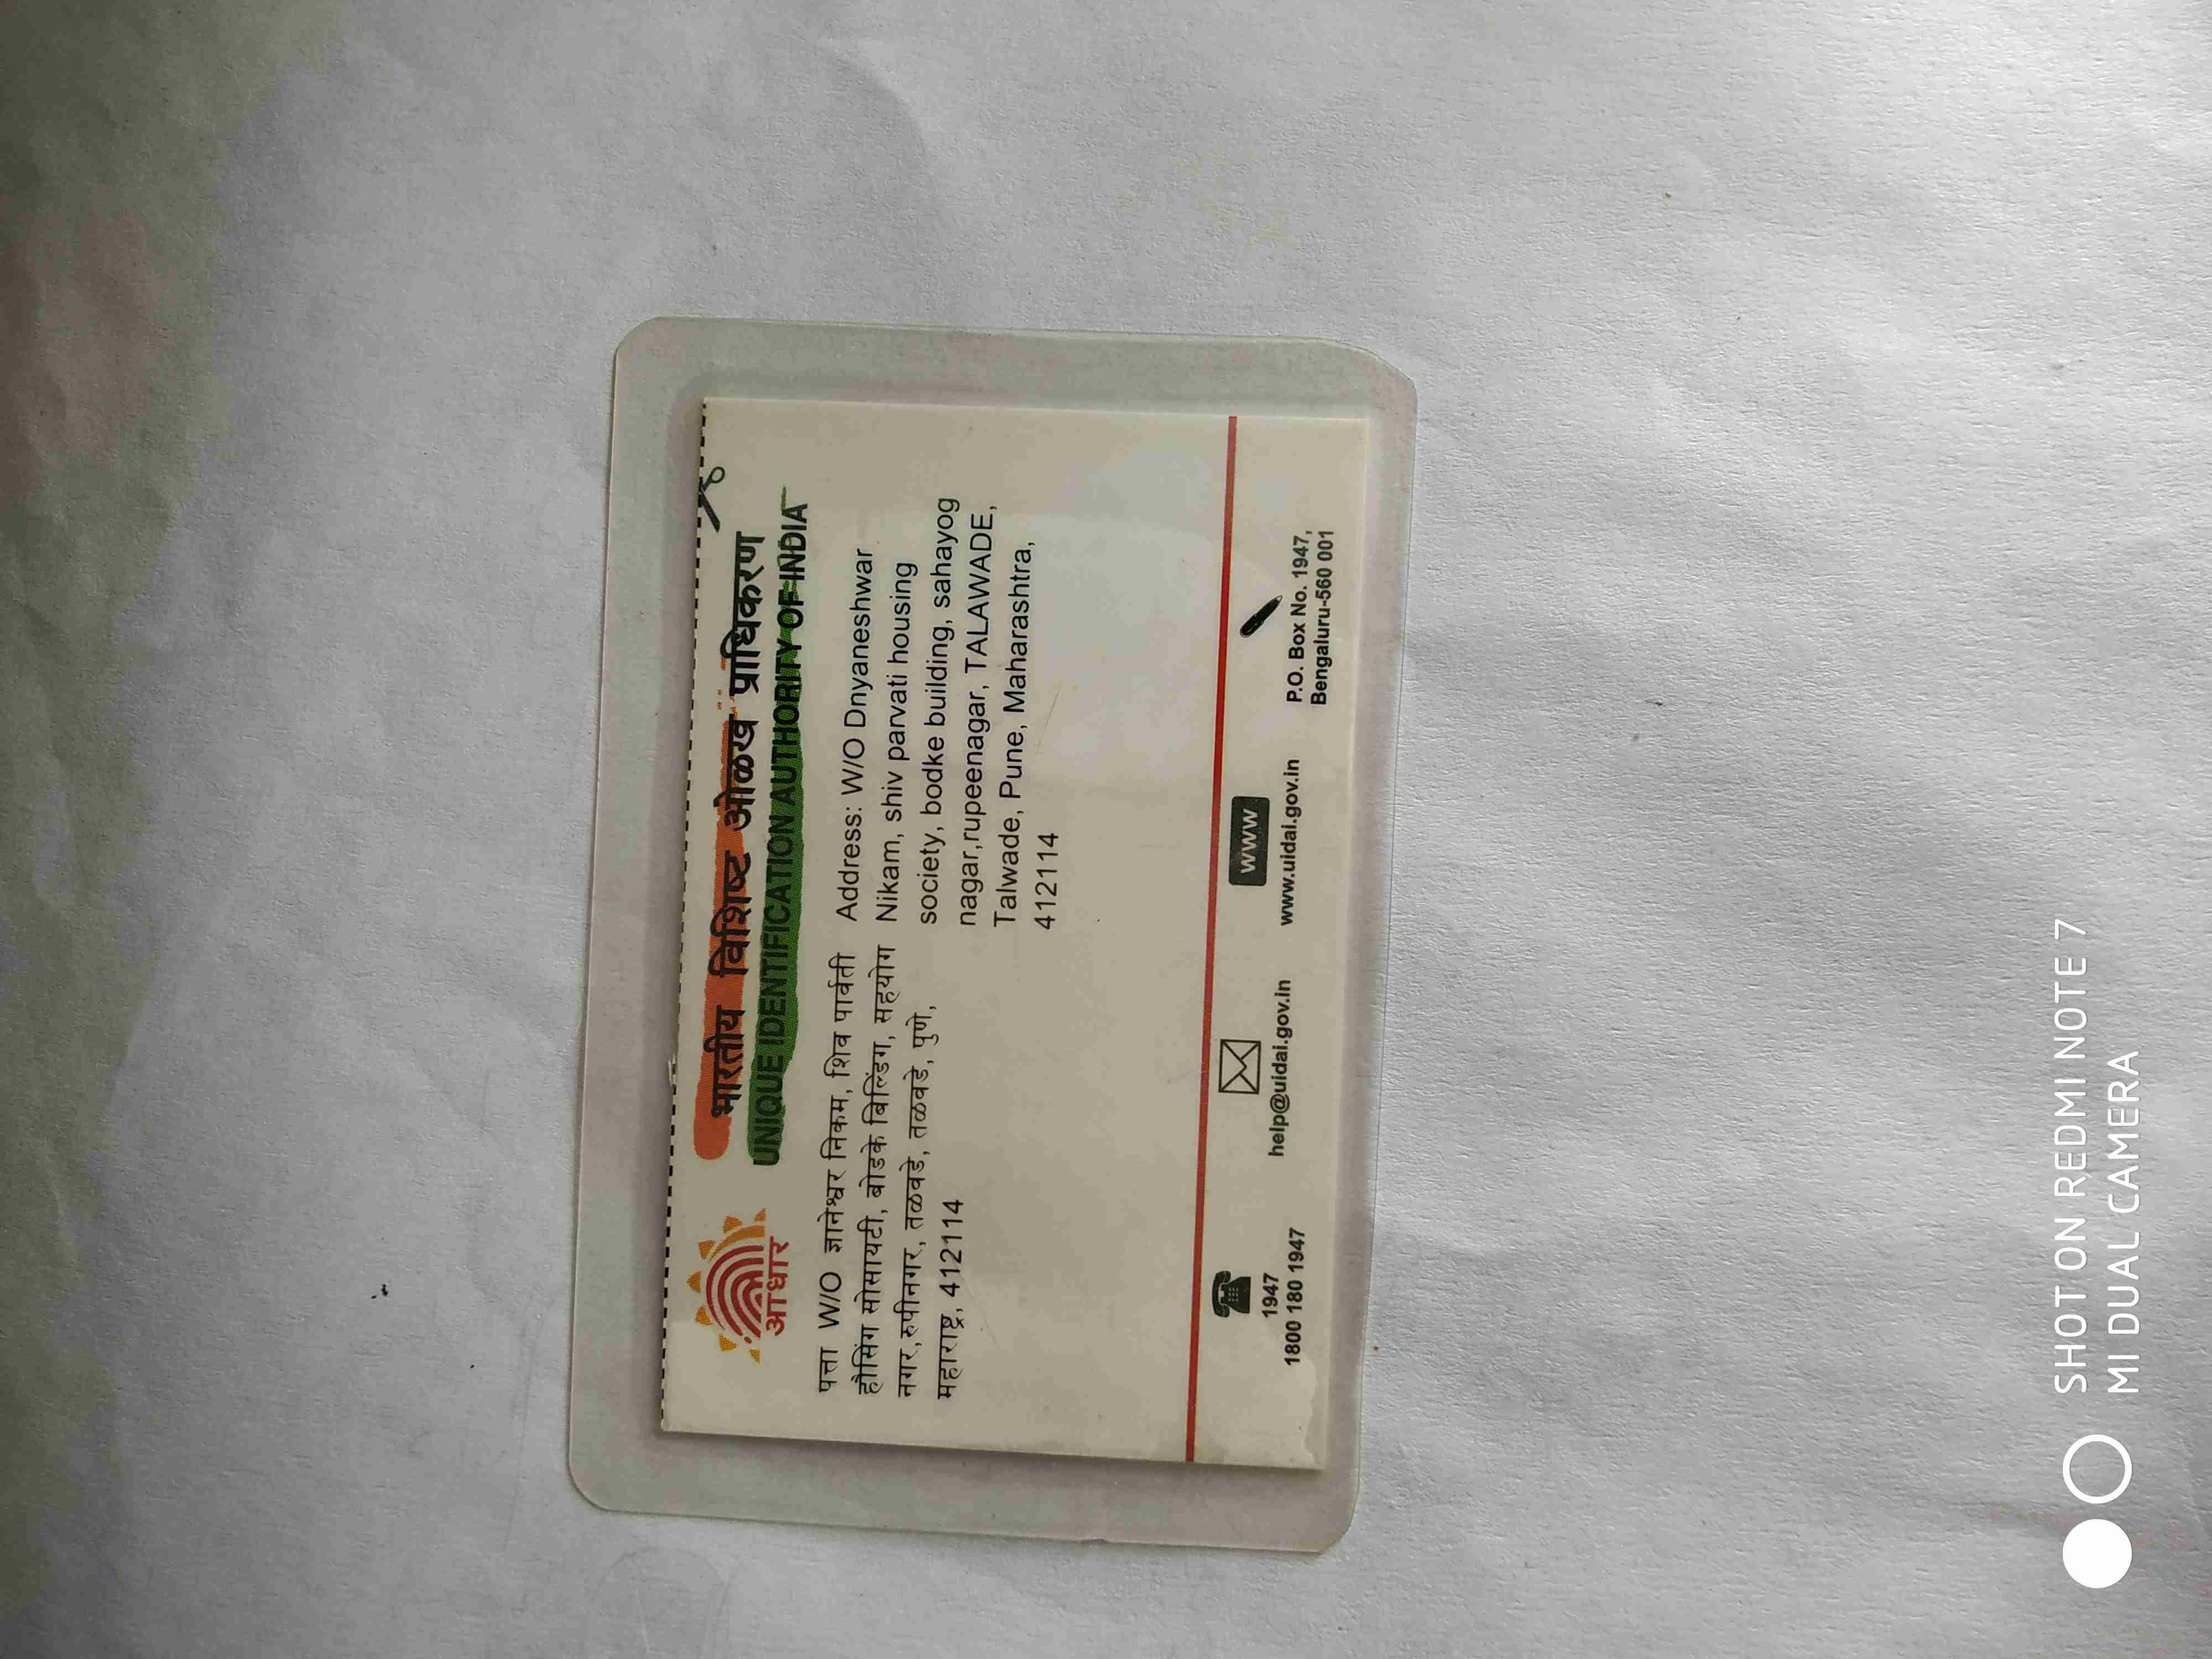 भारतीय विशिष्ट ओळख प्राधिकरण
UNIQUE IDENTIFICATION AUTHORITY OF INDIA
आधार
पत्ता W/O ज्ञानेश्वर निकम, शिव पार्वती
हौसिंग सोसायटी, बोडके बिल्डिंग, सहयोग
नगर,रुपीनगर, तळवडे, तळवडे, पुणे,
महाराष्ट्र, 412114
Address: W/O Dnyaneshwar
Nikam, shiv parvati housing
society, bodke building, sahayog
nagar,rupeenagar, TALAWADE,
Talwade, Pune, Maharashtra,
412114
1947
1800 180 1947
help@uidai.gov.in
www
www.uidai.gov.in
P.O. Box No. 1947,
Bengaluru-560 001
SHOT ON REDMI NOTE 7
MI DUAL CAMERA